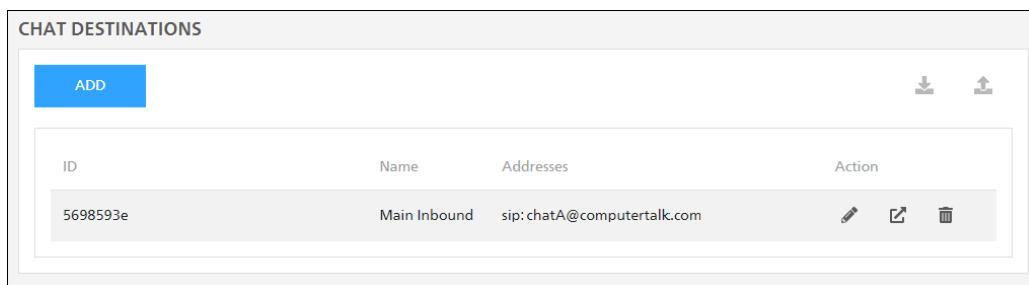 CHAT DESTINATIONS
ADD
ID Name Addresses Action
5698593e Main Inbound sip:chatA@computertalk.com